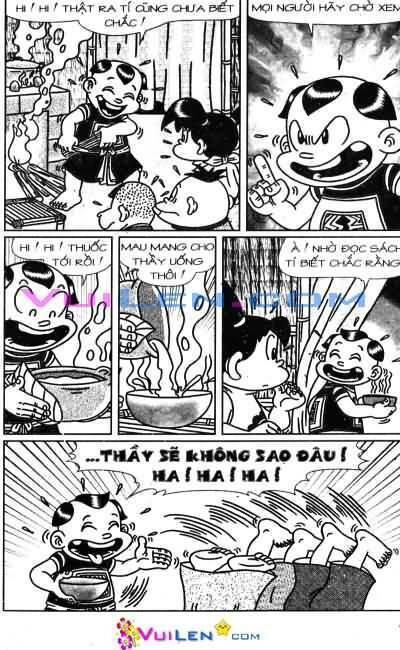 HI! HI! THẬT RA TÍ CŨNG CHƯA BIẾT
CHẮC!
MỌI NGƯỜI HÃY CHỜ XEM
HI! HI! THUỐC
TỚI RỒI!
MAU MANG CHO
THẦY UỐNG
THÔI!
À! NHỜ ĐỌC SÁCH
TÍ BIẾT CHẮC RẰNG
VuiLen.com
...THẦY SẼ KHÔNG SAO ĐÂU!
HA! HA! HA!
VuiLen.com